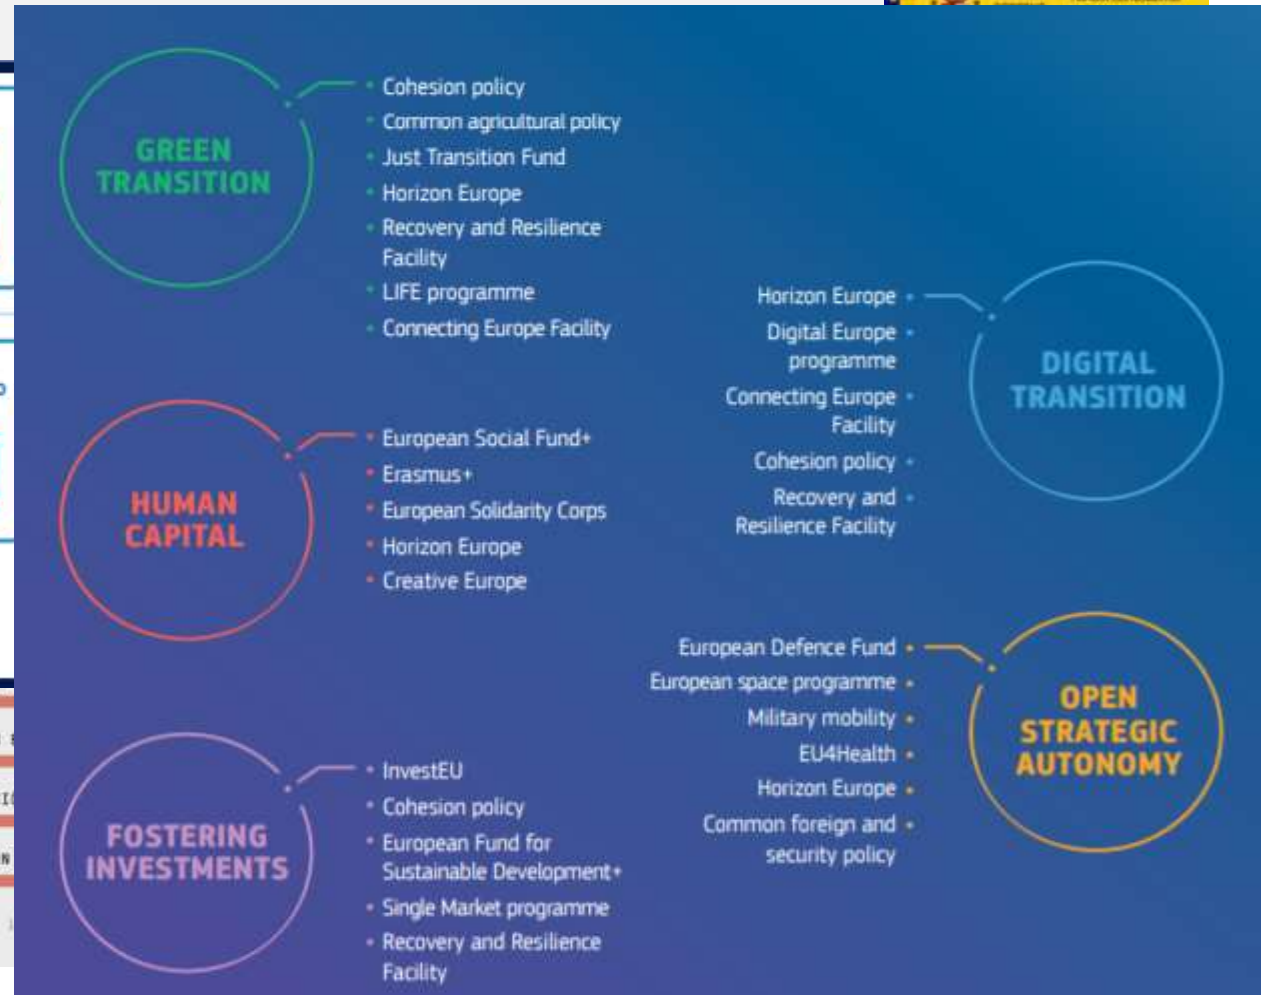 GREEN
TRANSITION
Cohesion policy
Common agricultural policy
Just Transition Fund
Horizon Europe
Recovery and Resilience
Facility
LIFE programme
Connecting Europe Facility
Horizon Europe
Digital Europe
programme
Connecting Europe
Facility
Cohesion policy
Recovery and
Resilience Facility
DIGITAL
TRANSITION
HUMAN
CAPITAL
European Social Fund+
Erasmus+
European Solidarity Corps
Horizon Europe
Creative Europe
European Defence Fund
European space programme
Military mobility
EU4Health
Horizon Europe
Common foreign and
security policy
OPEN
STRATEGIC
AUTONOMY
FOSTERING
INVESTMENTS
InvestEU
Cohesion policy
European Fund for
Sustainable Development+
Single Market programme
Recovery and Resilience
Facility